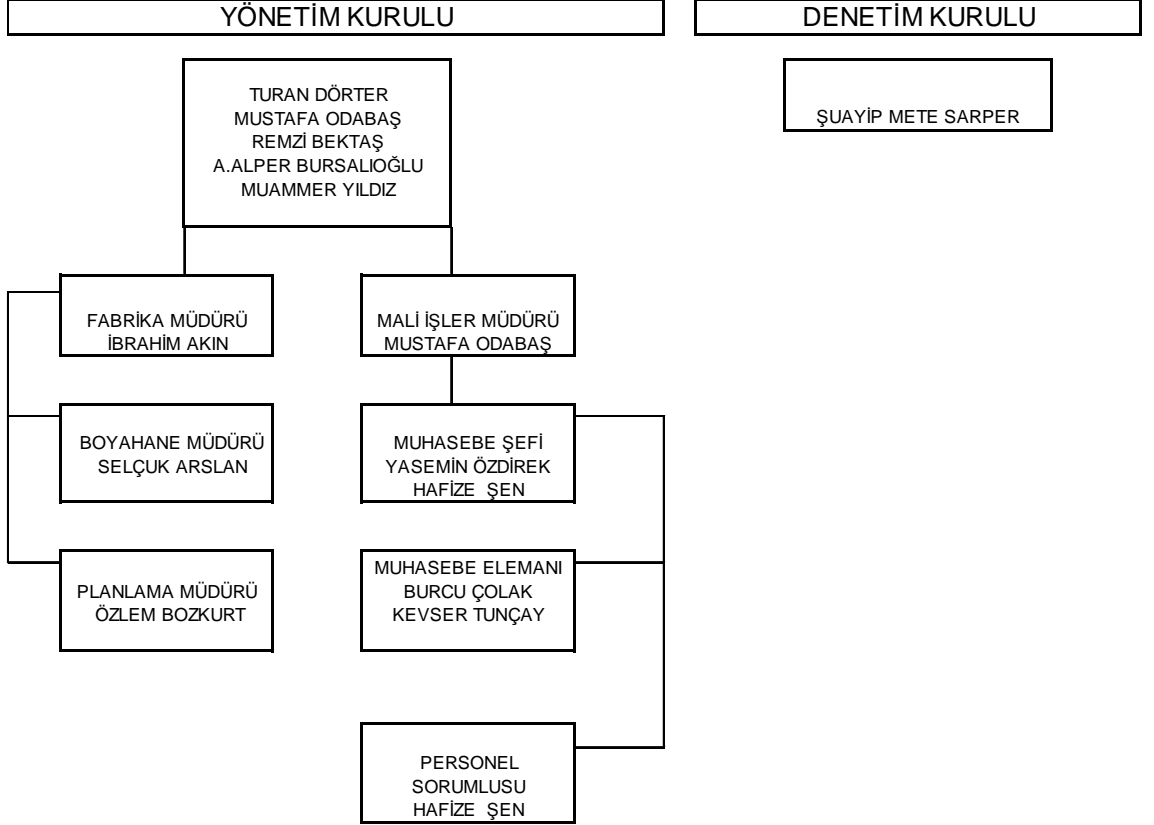 YÖNETİM KURULU
DENETİM KURULU
TURAN DÖRTER
MUSTAFA ODABAŞ
REMZİ BEKTAŞ
A.ALPER BURSALIOĞLU
MUAMMER YILDIZ
ŞUAYİP METE SARPER
FABRİKA MÜDÜRÜ
İBRAHİM AKIN
MALİ İŞLER MÜDÜRÜ
MUSTAFA ODABAŞ
BOYAHANE MÜDÜRÜ
SELÇUK ARSLAN
MUHASEBE ŞEFİ
YASEMİN ÖZDİREK
HAFİZE ŞEN
PLANLAMA MÜDÜRÜ
ÖZLEM BOZKURT
MUHASEBE ELEMANI
BURCU ÇOLAK
KEVSER TUNÇAY
PERSONEL
SORUMLUSU
HAFİZE ŞEN